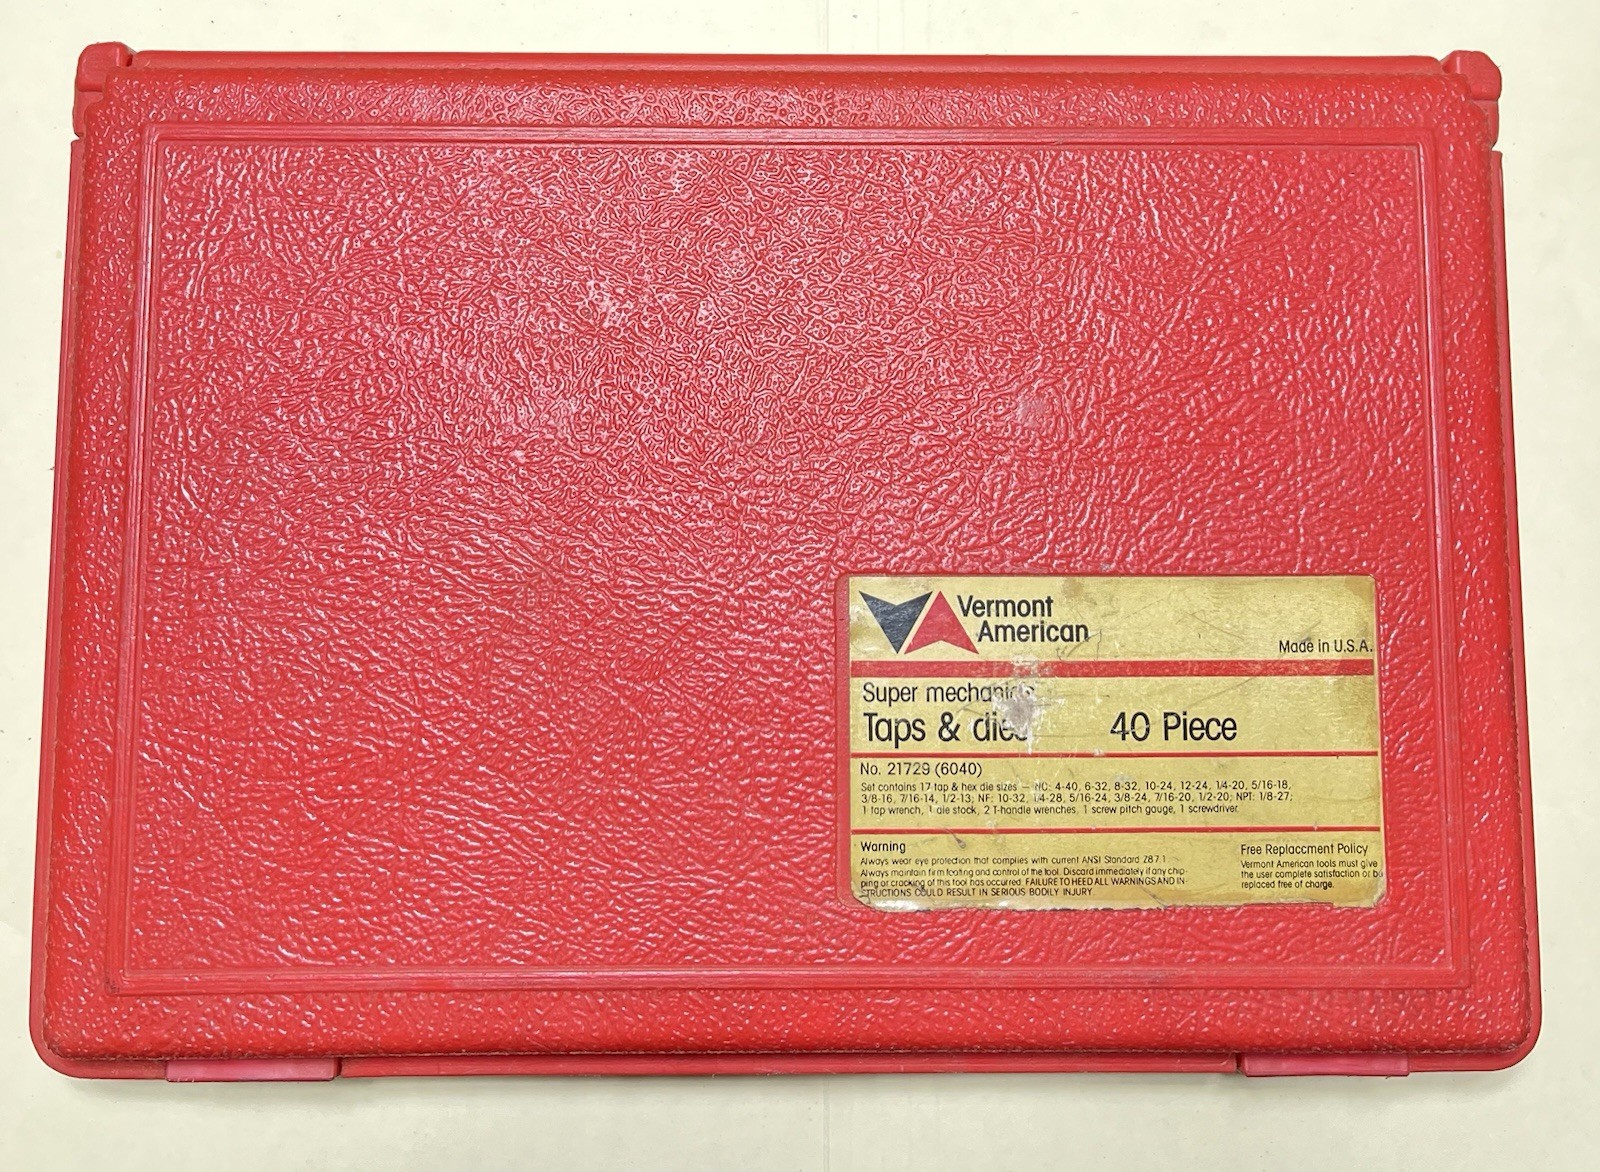 Vermont
American
Made in U.S.A.
Super mechanics
Taps & dies 40 Piece
No. 21729 (6040)
Set contains 17 tap & hex die sizes — NC: 4-40, 6-32, 8-32, 10-24, 12-24, 1/4-20, 5/16-18,
3/8-16, 7/16-14, 1/2-13; NF: 10-32, 1/4-28, 5/16-24, 3/8-24, 7/16-20, 1/2-20; NPT: 1/8-27;
1 tap wrench, 1 die stock, 2 T-handle wrenches, 1 screw pitch gauge, 1 screwdriver.
Warning
Always wear eye protection that complies with current ANSI Standard Z87.1
Always maintain firm footing and control of the tool. Discard immediately if any chip-
ping or cracking of this tool has occurred. FAILURE TO HEED ALL WARNINGS AND IN-
STRUCTIONS COULD RESULT IN SERIOUS BODILY INJURY
Free Replacement Policy
Vermont American tools must give
the user complete satisfaction or be
replaced free of charge.